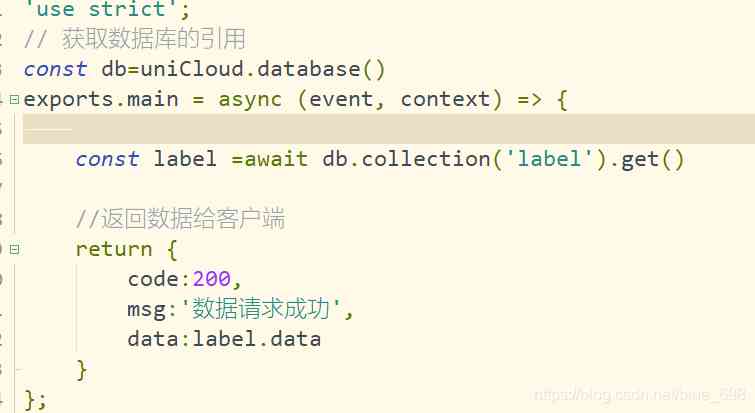 'use strict';
// 获取数据库的引用
const db=uniCloud.database()
exports.main = async (event, context) => {
const label =await db.collection('label').get()
//返回数据给客户端
return {
code:200,
msg:'数据请求成功',
data:label.data
}
};
https://blog.csdn.net/blue_698